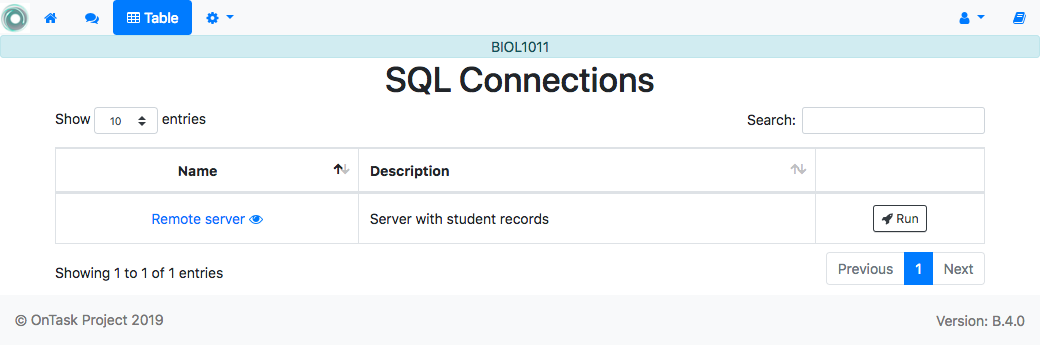 Table
BIOL1011
SQL Connections
Show 10 entries
Search:
Name Description
Remote server Server with student records Run
Showing 1 to 1 of 1 entries
Previous 1 Next
© OnTask Project 2019
Version: B.4.0